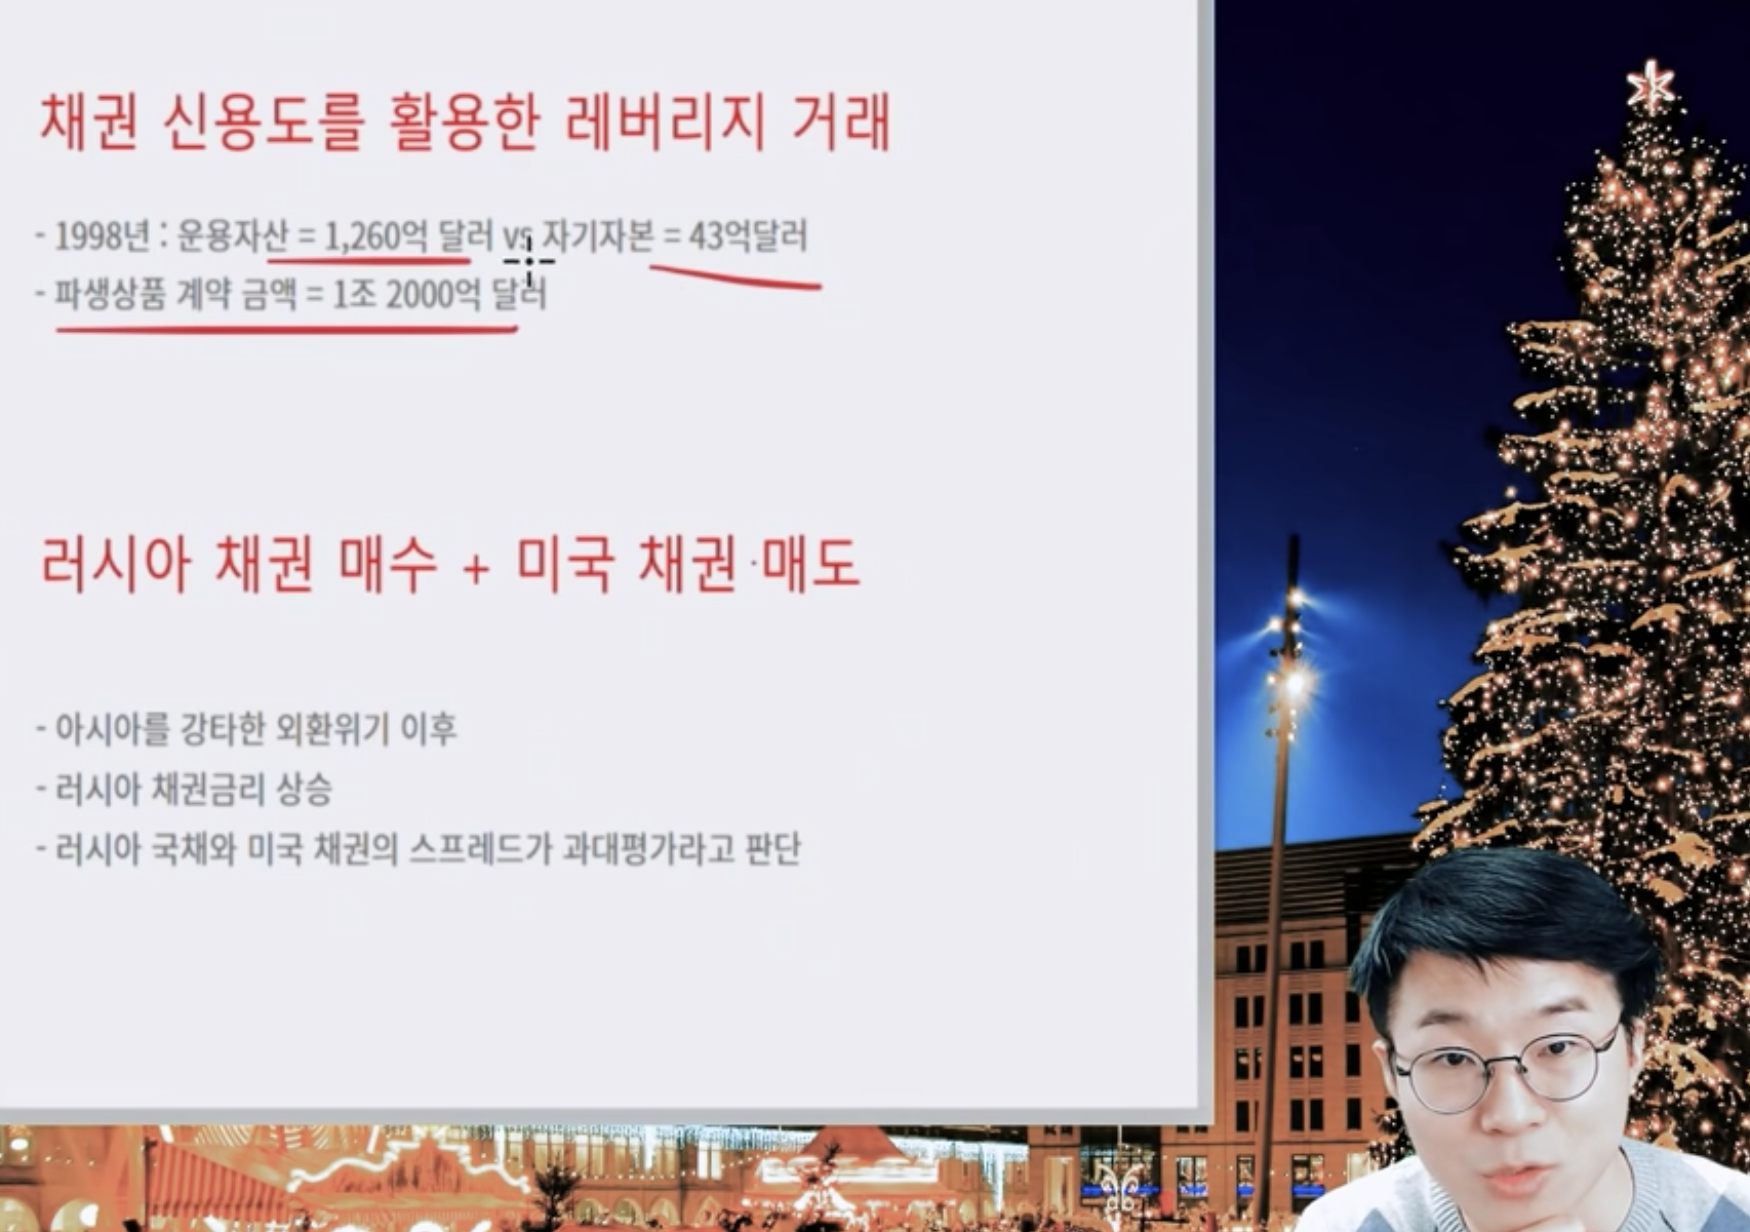 채권 신용도를 활용한 레버리지 거래
- 1998년 : 운용자산 = 1,260억 달러 vs 자기자본 = 43억달러
- 파생상품 계약 금액 = 1조 2000억 달러
러시아 채권 매수 + 미국 채권 매도
- 아시아를 강타한 외환위기 이후
- 러시아 채권금리 상승
- 러시아 국채와 미국 채권의 스프레드가 과대평가라고 판단